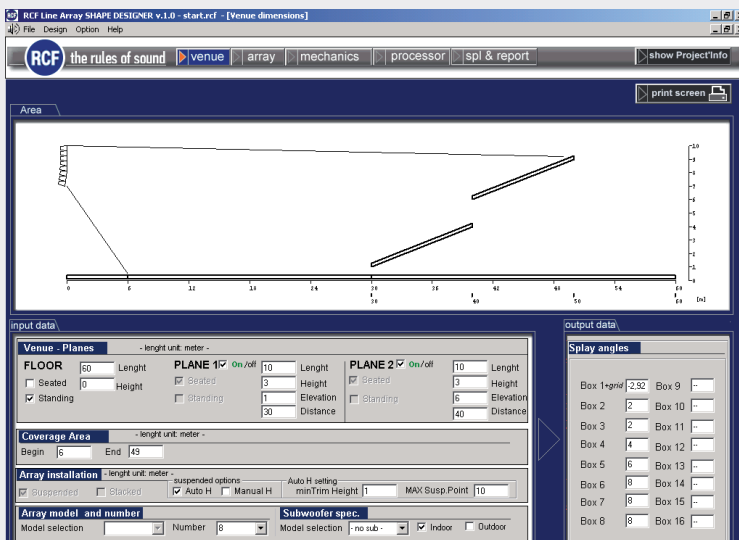 RCF Line Array SHAPE DESIGNER v.1.0 - start.rcf - [Venue dimensions]
File Design Option Help
RCF the rules of sound venue array mechanics processor spl & report show Project'Info
print screen
Area
10
9
8
7
6
5
4
3
2
1
0
0 6 12 18 24 30 36 42 48 54 60
30 40 50 60 [m]
input data
output data
Venue - Planes - lenght unit: meter -
FLOOR 60 Lenght PLANE 1 On/off 10 Lenght PLANE 2 On/off 10 Lenght
Seated 0 Height Seated 3 Height Seated 3 Height
Standing Standing 1 Elevation Standing 6 Elevation
30 Distance 40 Distance
Coverage Area - lenght unit: meter -
Begin 6 End 49
Array installation - lenght unit: meter - suspended options Auto H setting
Suspended Stacked Auto H Manual H minTrim Height 1 MAX Susp.Point 10
Array model and number Subwoofer spec.
Model selection Number 8 Model selection - no sub - Indoor Outdoor
Splay angles
Box 1+grid -2,92 Box 9 --
Box 2 2 Box 10 --
Box 3 2 Box 11 --
Box 4 4 Box 12 --
Box 5 6 Box 13 --
Box 6 8 Box 14 --
Box 7 8 Box 15 --
Box 8 8 Box 16 --